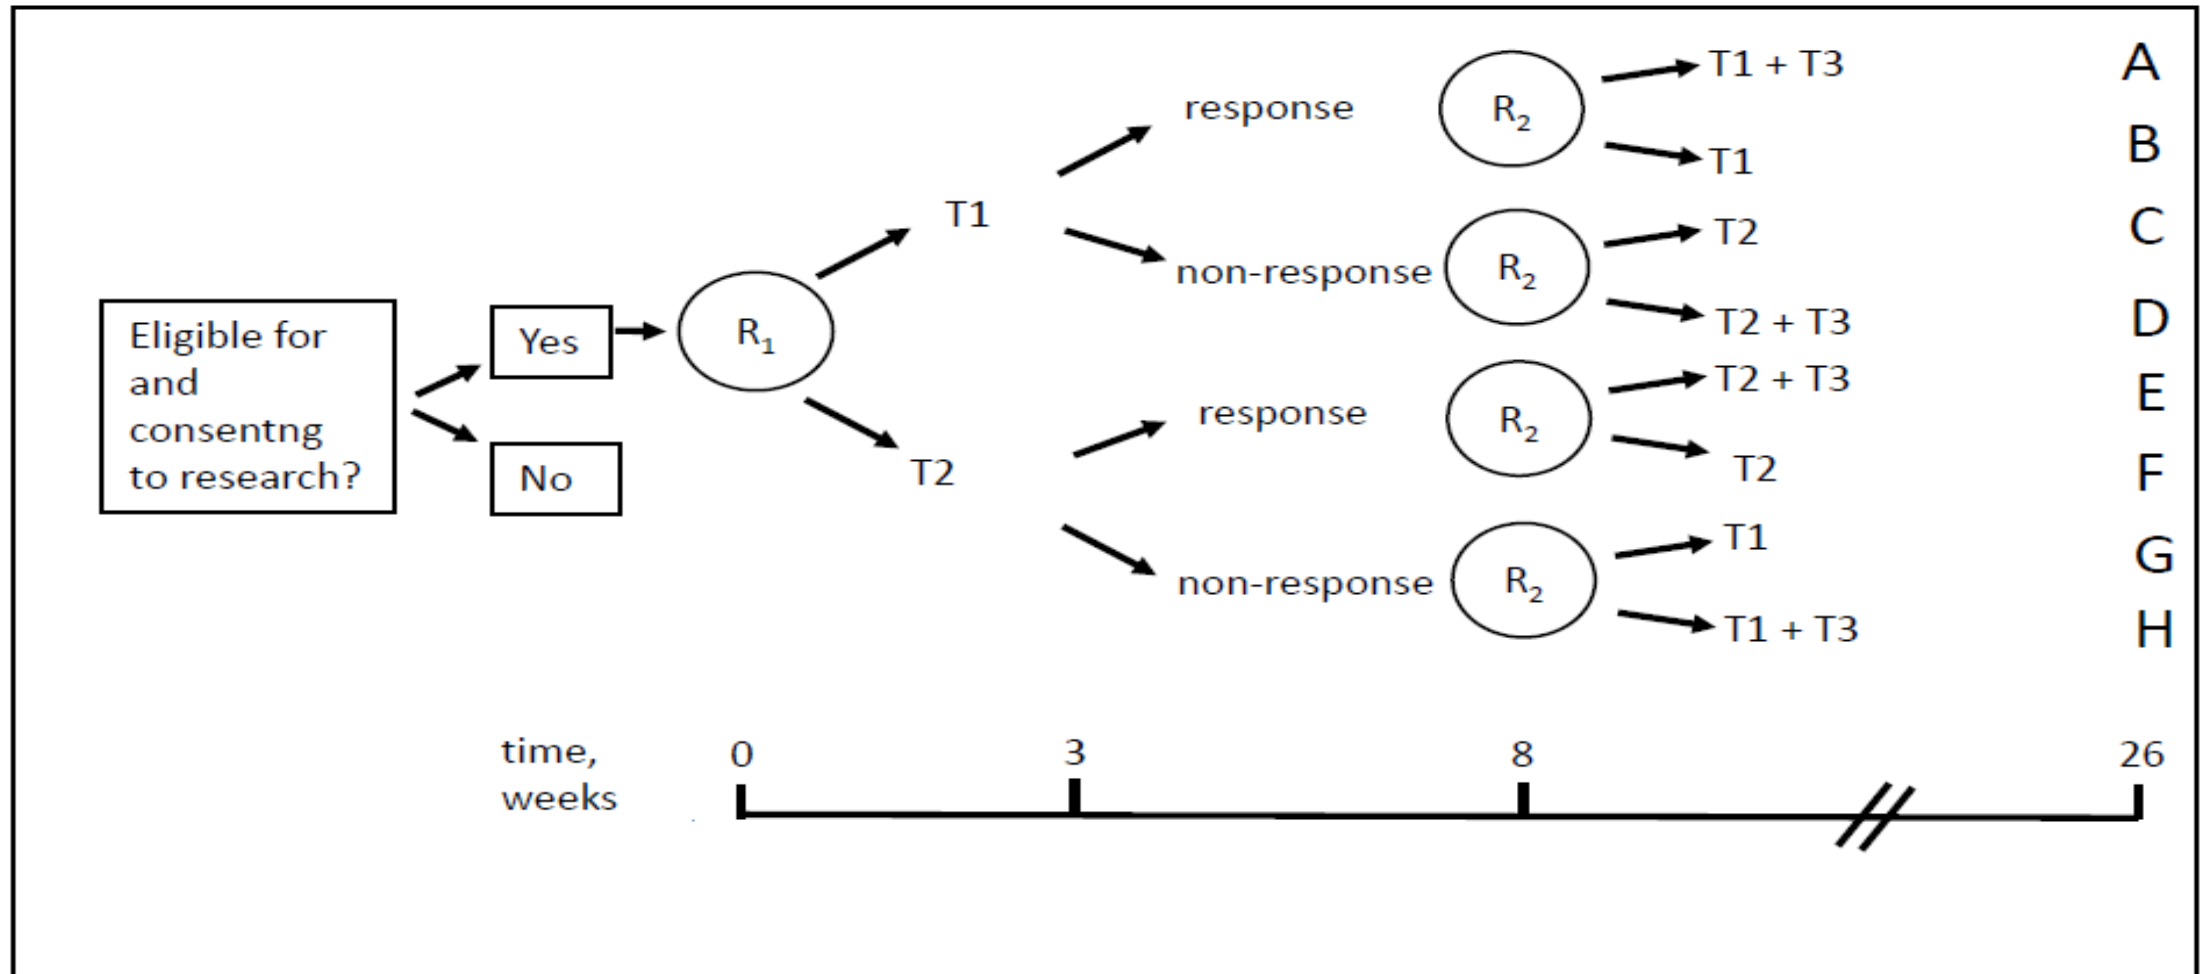 Eligible for
and
consentng
to research?
Yes
No
R1
T1
T2
response
non-response
response
non-response
R2
R2
R2
R2
T1 + T3
T1
T2
T2 + T3
T2 + T3
T2
T1
T1 + T3
A
B
C
D
E
F
G
H
time,
weeks
0
3
8
26